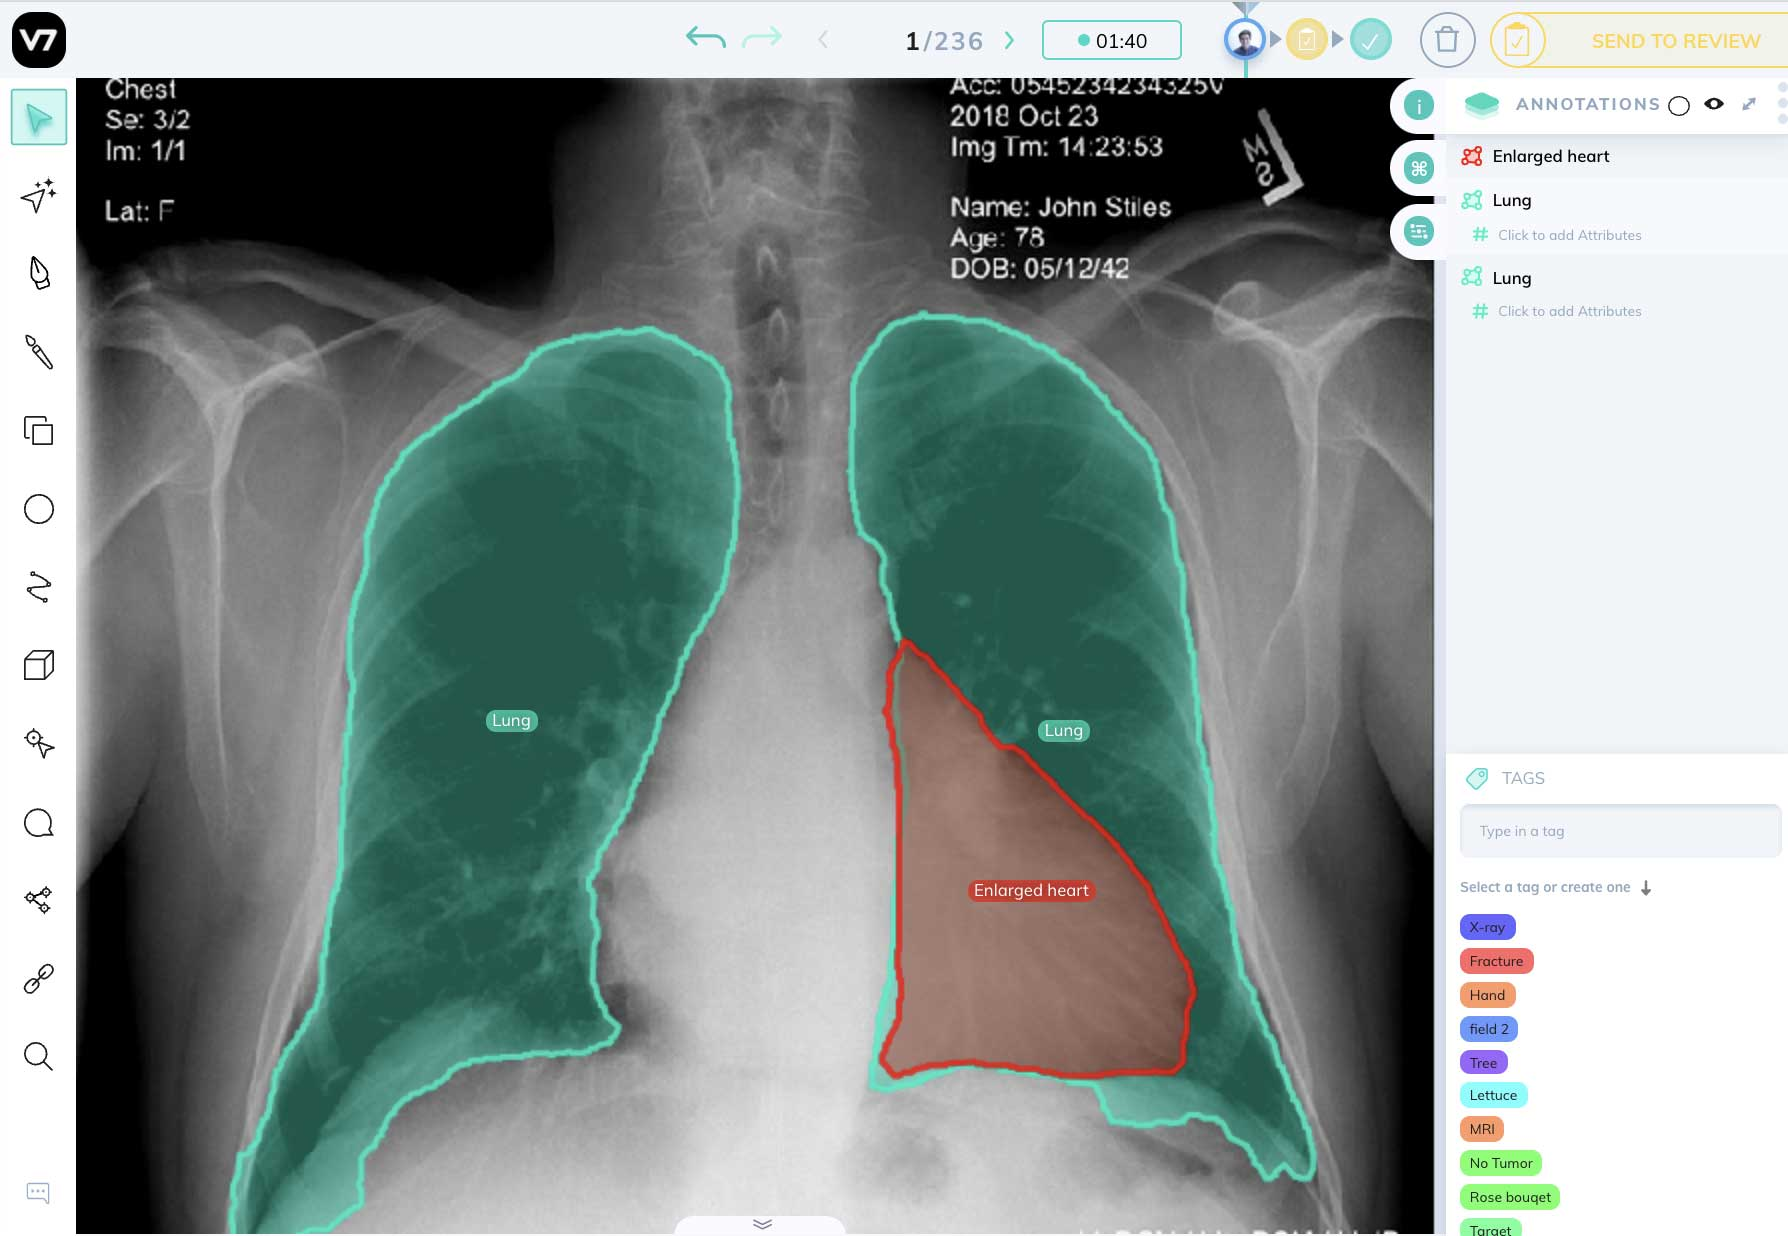 V7
1/236
01:40
SEND TO REVIEW
Chest
Se: 3/2
Im: 1/1
Lat: F
Acc: 0545234234325V
2018 Oct 23
Img Tm: 14:23:53
Name: John Stiles
Age: 78
DOB: 05/12/42
M
S
L
Lung
Lung
Enlarged heart
ANNOTATIONS
Enlarged heart
Lung
# Click to add Attributes
Lung
# Click to add Attributes
TAGS
Type in a tag
Select a tag or create one
X-ray
Fracture
Hand
field 2
Tree
Lettuce
MRI
No Tumor
Rose bouqet
Target